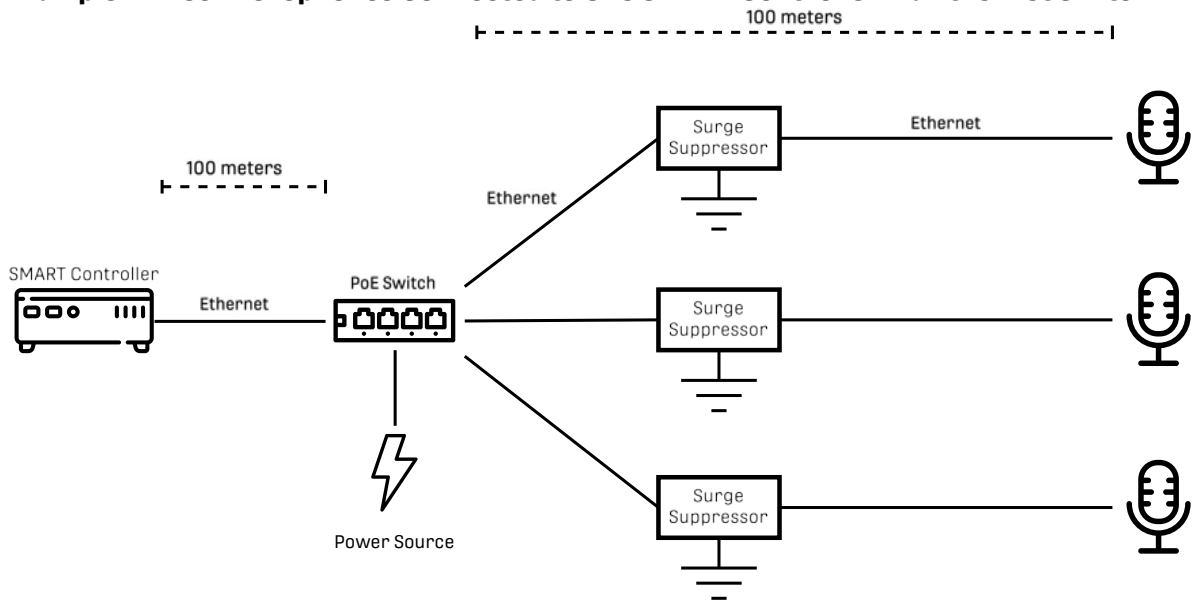 100 meters
Surge
Suppressor
Ethernet
100 meters
Ethernet
SMART Controller
Ethernet
PoE Switch
Surge
Suppressor
Surge
Suppressor
Power Source